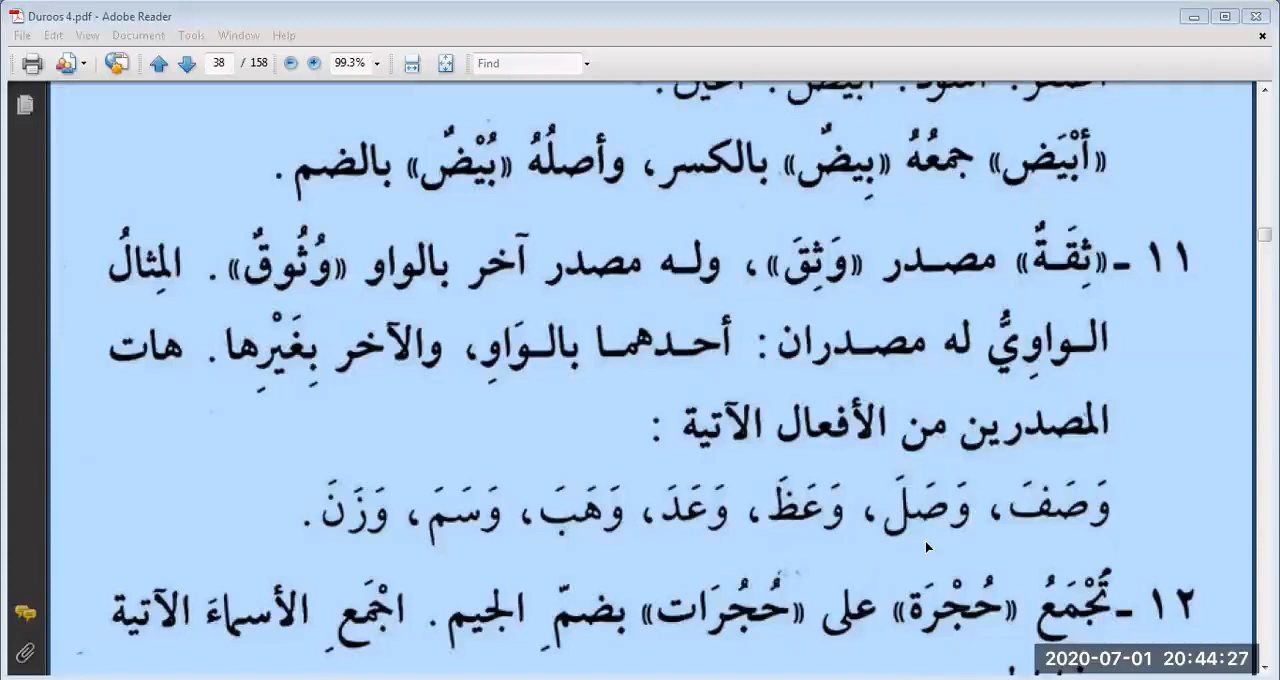 Duroos 4.pdf - Adobe Reader
File Edit View Document Tools Window Help
38 / 158 99.3% Find
«أَبْيَض» جمعُهُ «بِيضٌ» بالكسر، وأصلُهُ «بُيْضٌ» بالضم.
١١ ـ «ثِقَةٌ» مصدر «وَثِقَ»، وله مصدر آخر بالواو «وُثُوقٌ». المِثالُ
الواوِيُّ له مصدران: أحدهما بالوَاوِ، والآخر بِغَيْرِها. هات
المصدرين من الأفعال الآتية :
وَصَفَ، وَصَلَ، وَعَظَ، وَعَدَ، وَهَبَ، وَسَمَ، وَزَنَ.
١٢ ـ تُجْمَعُ «حُجْرَة» على «حُجُرَات» بضمِّ الجيم. اجْمَعِ الأسماءَ الآتية
2020-07-01 20:44:27